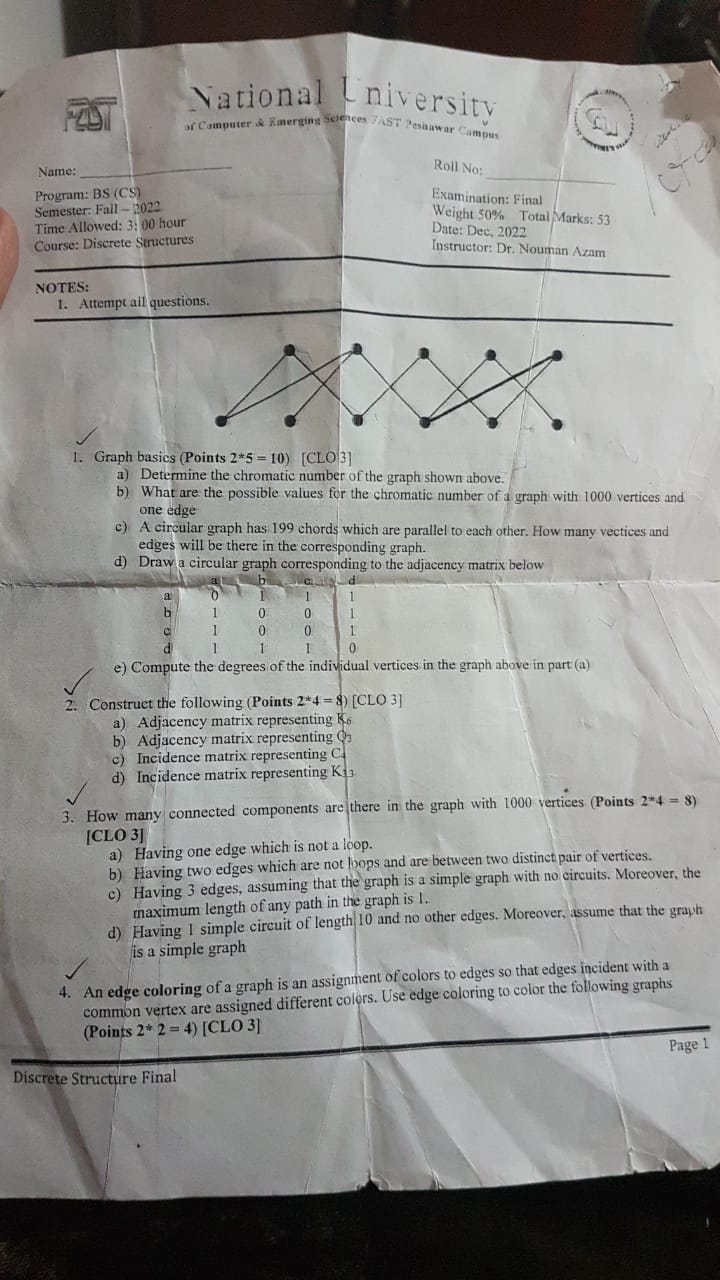 FAST
National University
of Computer & Emerging Sciences FAST Peshawar Campus
Name:
Roll No:
Program: BS (CS)
Semester: Fall – 2022
Time Allowed: 3: 00 hour
Course: Discrete Structures
Examination: Final
Weight 50% Total Marks: 53
Date: Dec, 2022
Instructor: Dr. Nouman Azam
NOTES:
1. Attempt all questions.
1. Graph basics (Points 2*5 = 10) [CLO 3]
a) Determine the chromatic number of the graph shown above.
b) What are the possible values for the chromatic number of a graph with 1000 vertices and
one edge
c) A circular graph has 199 chords which are parallel to each other. How many vectices and
edges will be there in the corresponding graph.
d) Draw a circular graph corresponding to the adjacency matrix below
a b c d
a 0 1 1 1
b 1 0 0 1
c 1 0 0 1
d 1 1 1 0
e) Compute the degrees of the individual vertices in the graph above in part (a)
2. Construct the following (Points 2*4 = 8) [CLO 3]
a) Adjacency matrix representing K6
b) Adjacency matrix representing Q3
c) Incidence matrix representing C4
d) Incidence matrix representing K33
3. How many connected components are there in the graph with 1000 vertices (Points 2*4 = 8)
[CLO 3]
a) Having one edge which is not a loop.
b) Having two edges which are not loops and are between two distinct pair of vertices.
c) Having 3 edges, assuming that the graph is a simple graph with no circuits. Moreover, the
maximum length of any path in the graph is 1.
d) Having 1 simple circuit of length 10 and no other edges. Moreover, assume that the graph
is a simple graph
4. An edge coloring of a graph is an assignment of colors to edges so that edges incident with a
common vertex are assigned different colors. Use edge coloring to color the following graphs
(Points 2* 2 = 4) [CLO 3]
Page 1
Discrete Structure Final